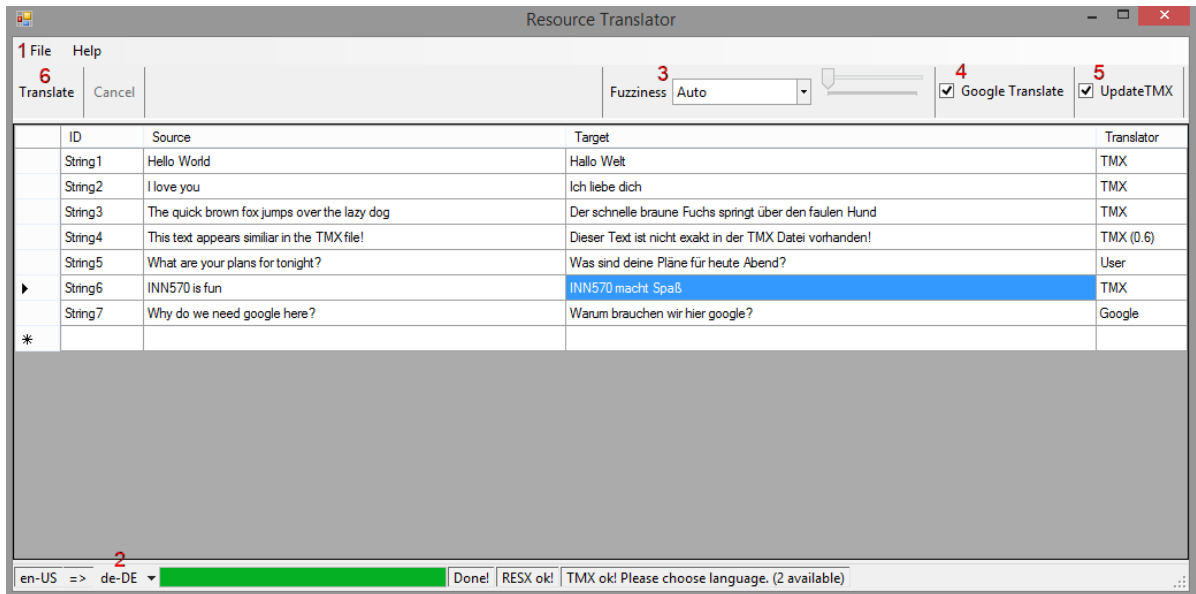 Resource Translator
1 File Help
6 3 4 5
Translate Cancel Fuzziness Auto Google Translate UpdateTMX
ID Source Target Translator
String1 Hello World Hallo Welt TMX
String2 I love you Ich liebe dich TMX
String3 The quick brown fox jumps over the lazy dog Der schnelle braune Fuchs springt über den faulen Hund TMX
String4 This text appears similiar in the TMX file! Dieser Text ist nicht exakt in der TMX Datei vorhanden! TMX (0.6)
String5 What are your plans for tonight? Was sind deine Pläne für heute Abend? User
String6 INN570 is fun INN570 macht Spaß TMX
String7 Why do we need google here? Warum brauchen wir hier google? Google
2
en-US => de-DE Done! RESX ok! TMX ok! Please choose language. (2 available)